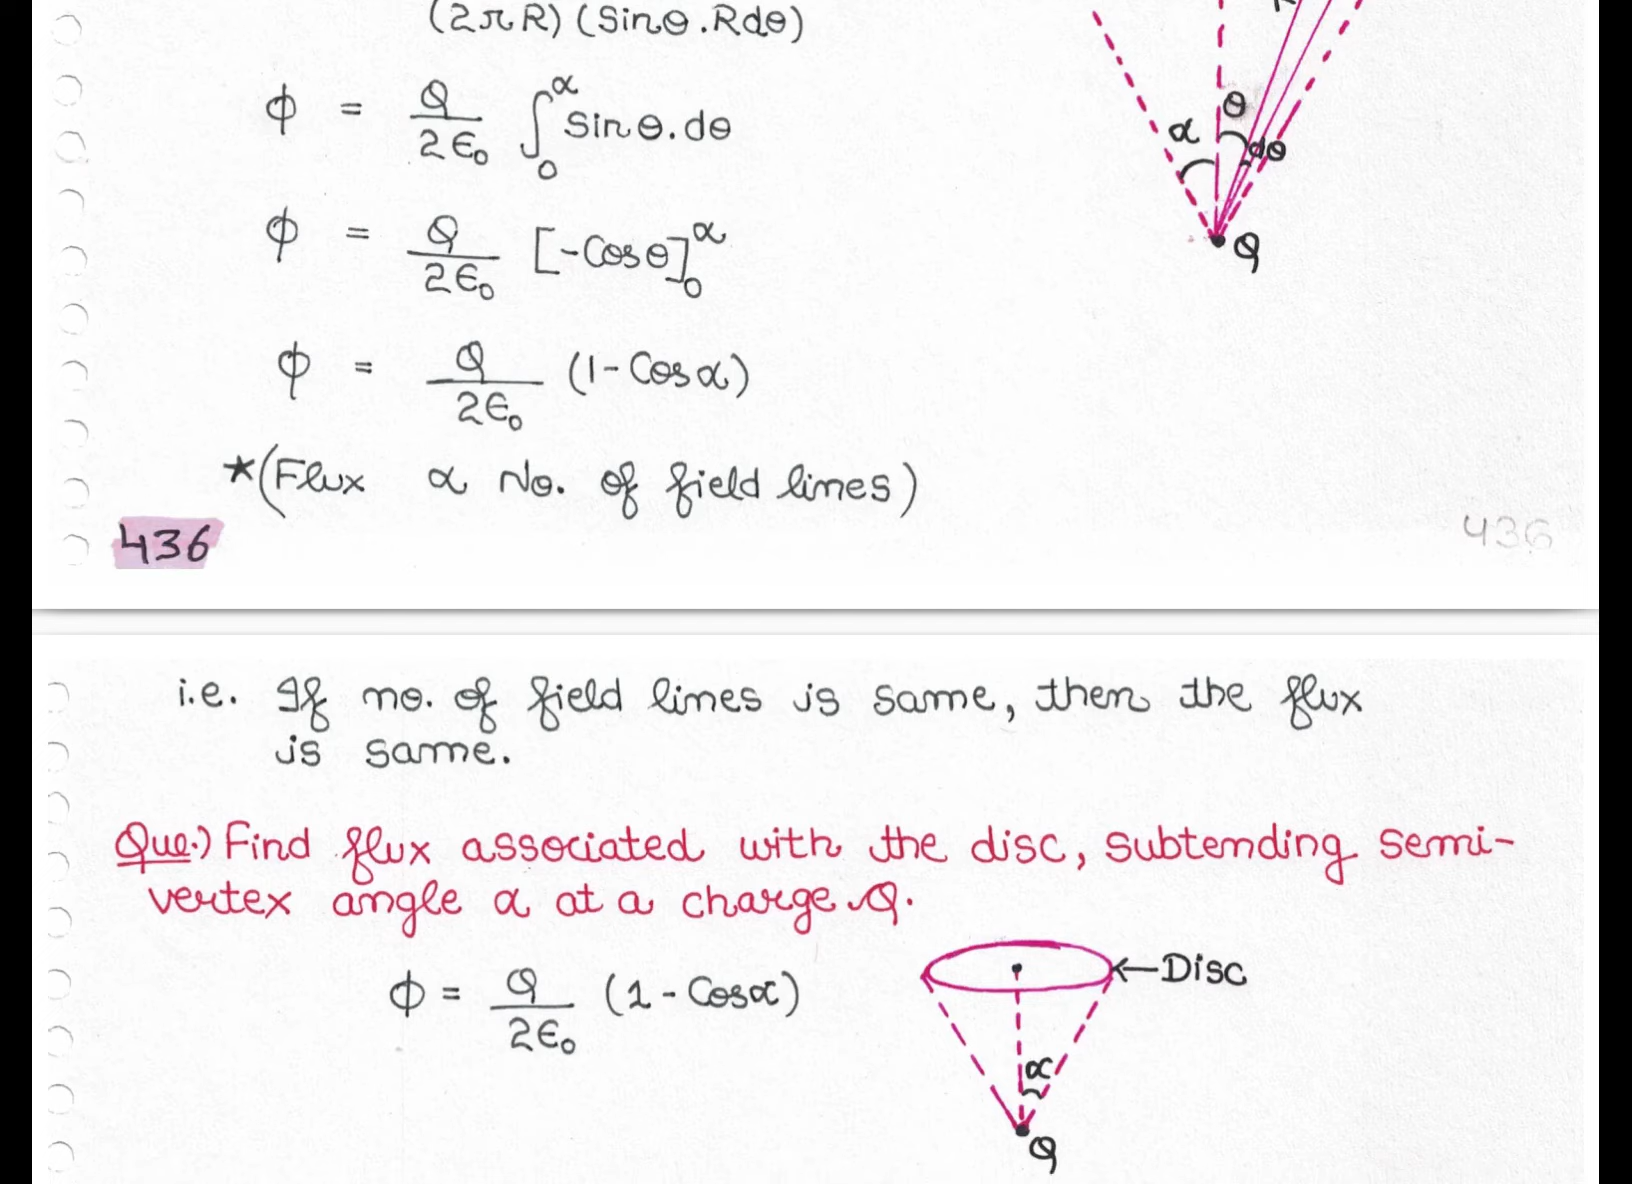 (2πR) (Sinθ.Rdθ)
R
ϕ = Q/2ϵ₀ ∫₀^α Sinθ.dθ
θ
α
dθ
Q
ϕ = Q/2ϵ₀ [-Cosθ]₀^α
ϕ = Q/2ϵ₀ (1-Cosα)
★(Flux α No. of field lines)
436
436
i.e. If no. of field lines is same, then the flux
is same.
Que.) Find flux associated with the disc, subtending semi-
vertex angle α at a charge Q.
ϕ = Q/2ϵ₀ (1-Cosα)
←Disc
α
Q